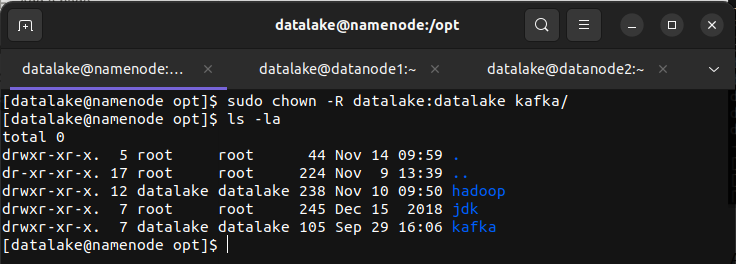 datalake@namenode:/opt
datalake@namenode:... datalake@datanode1:~ datalake@datanode2:~
[datalake@namenode opt]$ sudo chown -R datalake:datalake kafka/
[datalake@namenode opt]$ ls -la
total 0
drwxr-xr-x.  5 root     root      44 Nov 14 09:59 .
dr-xr-xr-x. 17 root     root     224 Nov  9 13:39 ..
drwxr-xr-x. 12 datalake datalake 238 Nov 10 09:50 hadoop
drwxr-xr-x.  7 root     root     245 Dec 15  2018 jdk
drwxr-xr-x.  7 datalake datalake 105 Sep 29 16:06 kafka
[datalake@namenode opt]$